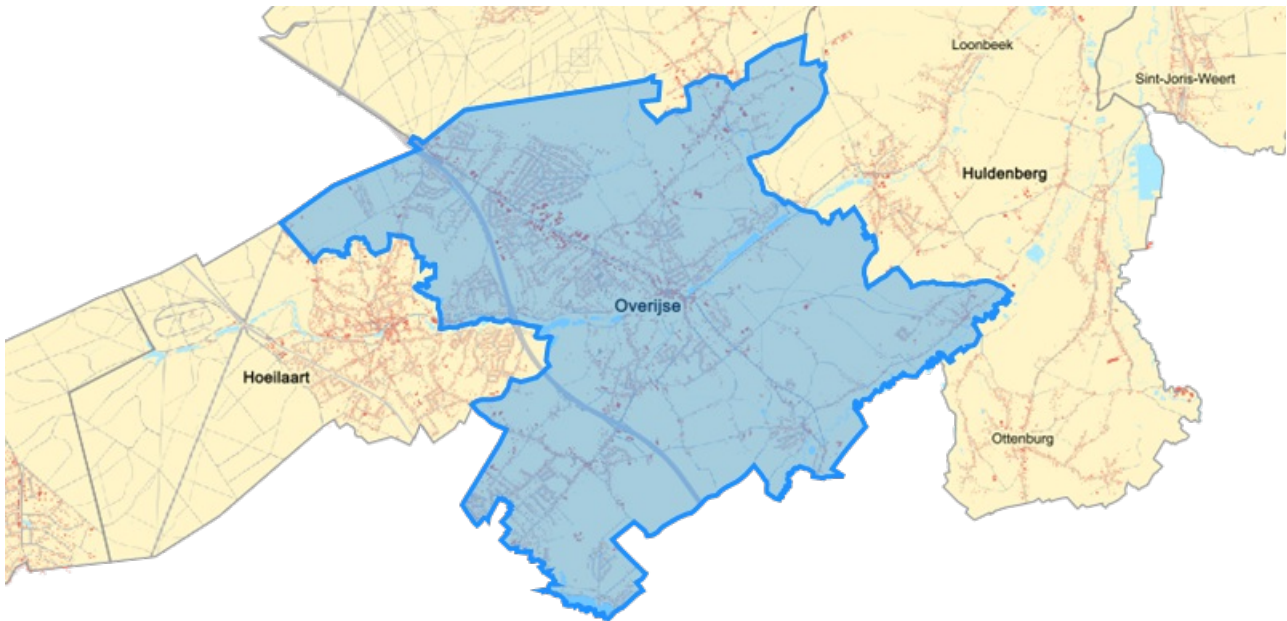 Loonbeek
Sint-Joris-Weert
Huldenberg
Overijse
Hoeilaart
Ottenburg